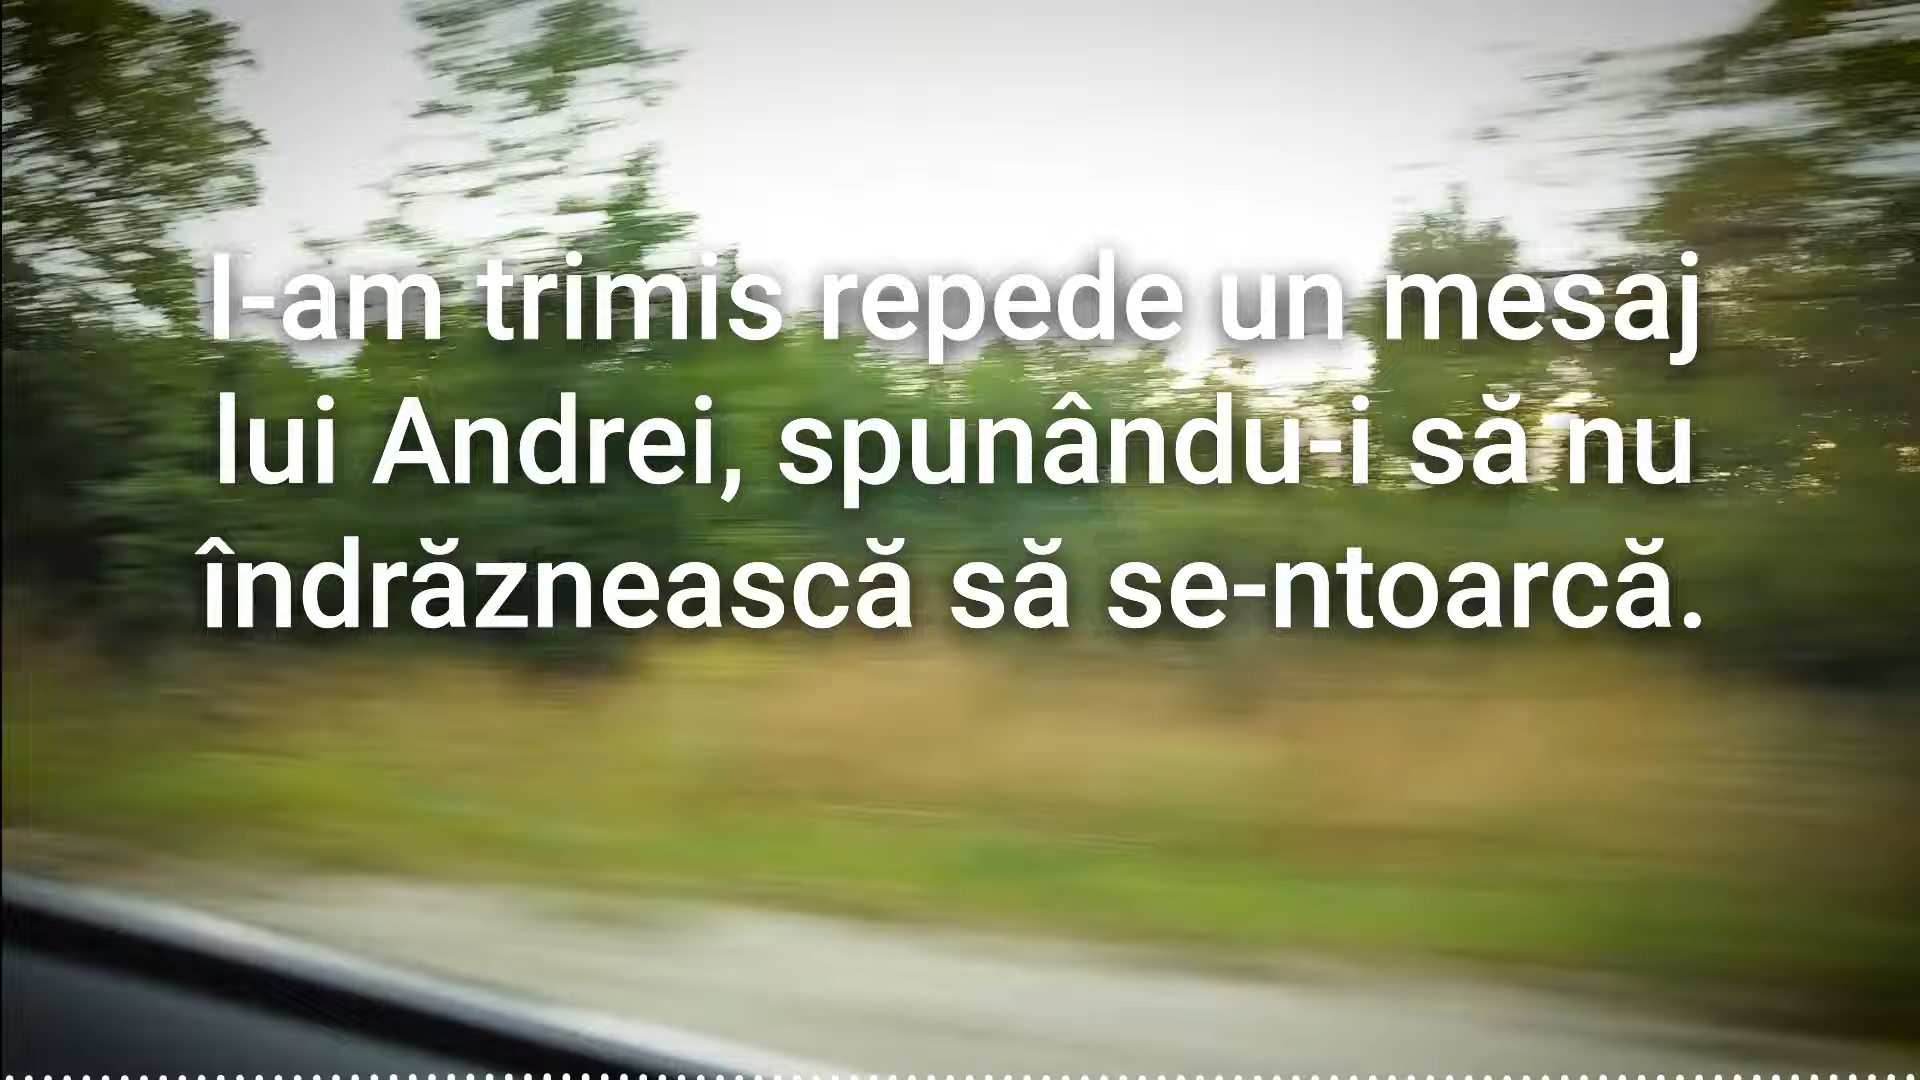 I-am trimis repede un mesaj
lui Andrei, spunându-i să nu
îndrăznească să se-ntoarcă.